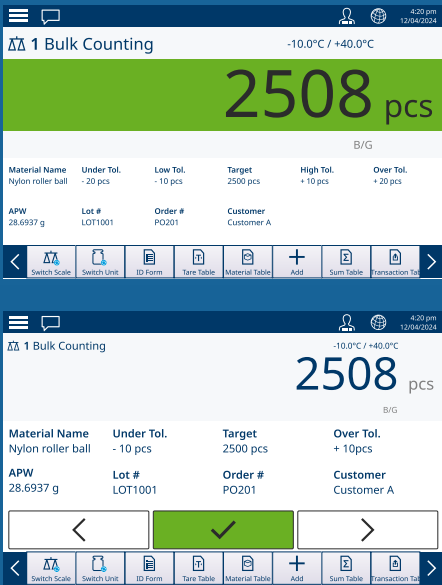 4:20 pm
12/04/2024
1 Bulk Counting
-10.0°C / +40.0°C
2508 pcs
B/G
Material Name Under Tol. Low Tol. Target High Tol. Over Tol.
Nylon roller ball - 20 pcs - 10 pcs 2500 pcs + 10 pcs + 20 pcs
APW Lot # Order # Customer
28.6937 g LOT1001 PO201 Customer A
Switch Scale Switch Unit ID Form Tare Table Material Table Add Sum Table Transaction Tab
4:20 pm
12/04/2024
1 Bulk Counting
-10.0°C / +40.0°C
2508 pcs
B/G
Material Name Under Tol. Target Over Tol.
Nylon roller ball - 10 pcs 2500 pcs + 10pcs
APW Lot # Order # Customer
28.6937 g LOT1001 PO201 Customer A
Switch Scale Switch Unit ID Form Tare Table Material Table Add Sum Table Transaction Tab